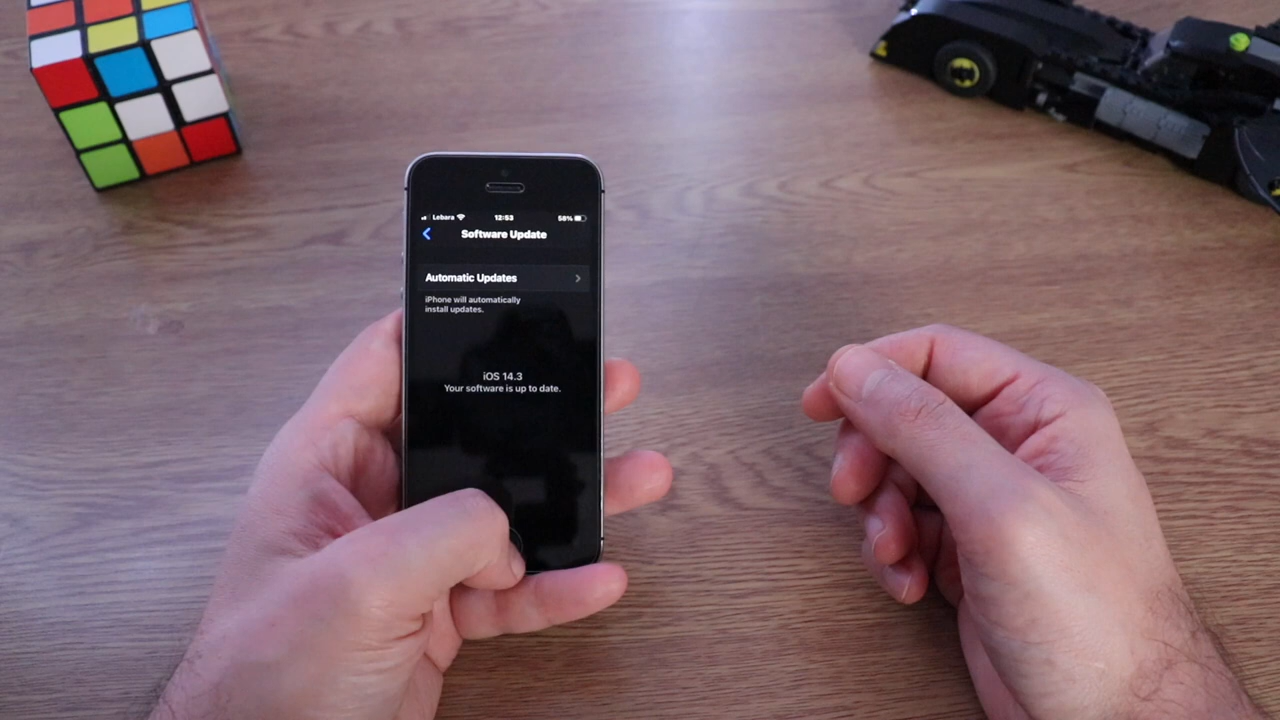 Lebara 12:53 58%
Software Update
Automatic Updates
iPhone will automatically
install updates.
iOS 14.3
Your software is up to date.